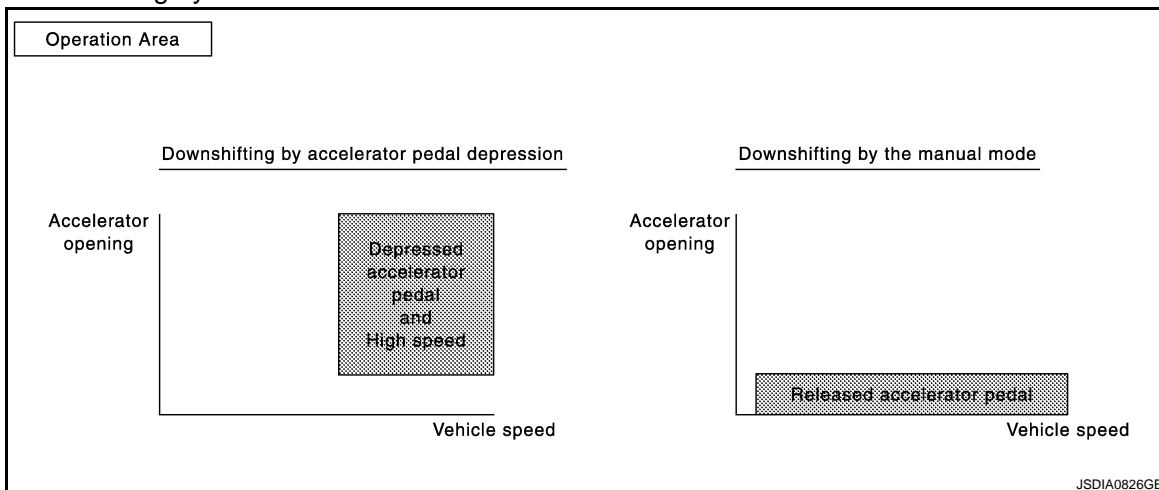 Operation Area
Downshifting by accelerator pedal depression
Accelerator
opening
Depressed
accelerator
pedal
and
High speed
Vehicle speed
Downshifting by the manual mode
Accelerator
opening
Released accelerator pedal
Vehicle speed
JSDIA0826GB